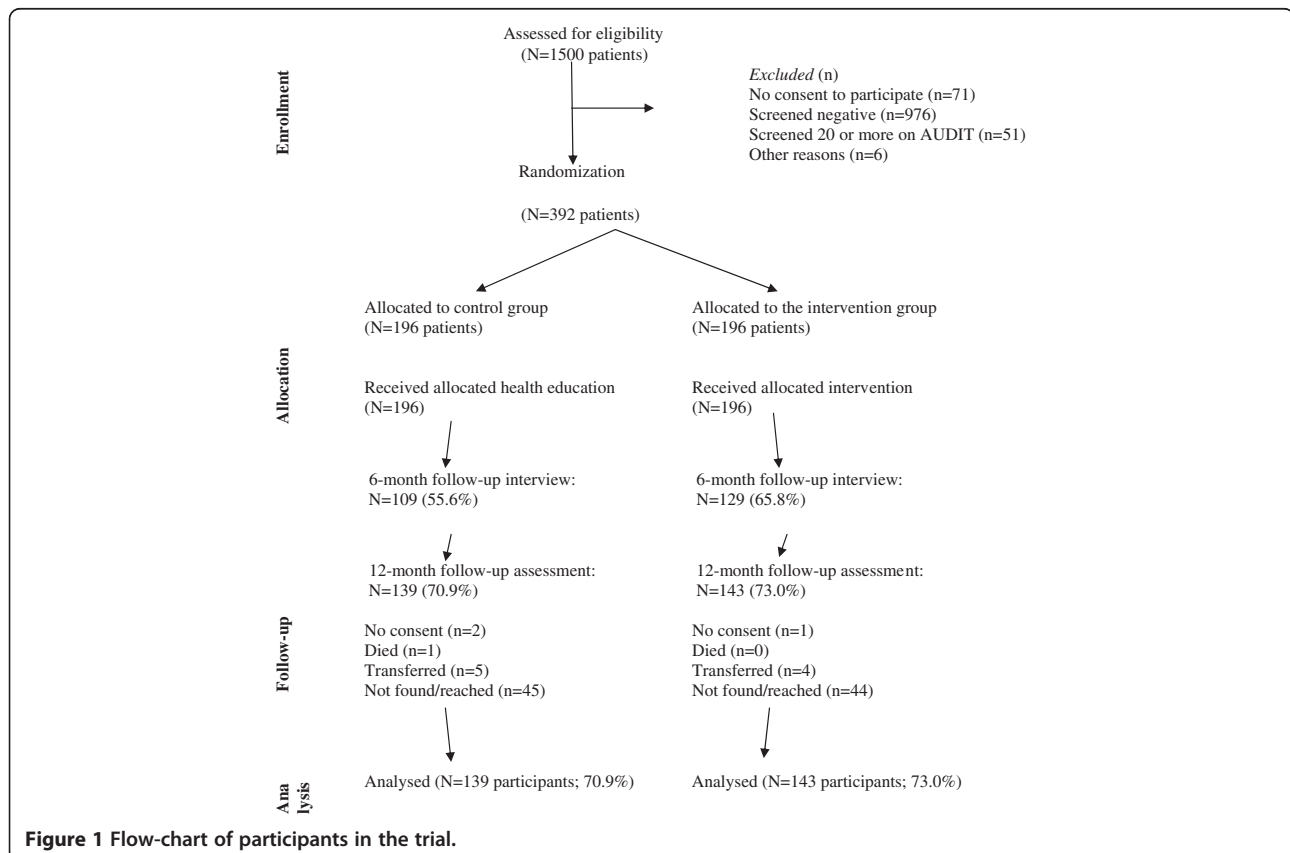 Assessed for eligibility
(N=1500 patients)
Enrollment
Excluded (n)
No consent to participate (n=71)
Screened negative (n=976)
Screened 20 or more on AUDIT (n=51)
Other reasons (n=6)
Randomization
(N=392 patients)
Allocation
Allocated to control group
(N=196 patients)
Allocated to the intervention group
(N=196 patients)
Received allocated health education
(N=196)
Received allocated intervention
(N=196)
6-month follow-up interview:
N=109 (55.6%)
6-month follow-up interview:
N=129 (65.8%)
Follow-up
12-month follow-up assessment:
N=139 (70.9%)
12-month follow-up assessment:
N=143 (73.0%)
No consent (n=2)
Died (n=1)
Transferred (n=5)
Not found/reached (n=45)
No consent (n=1)
Died (n=0)
Transferred (n=4)
Not found/reached (n=44)
Ana
lysis
Analysed (N=139 participants; 70.9%)
Analysed (N=143 participants; 73.0%)
Figure 1 Flow-chart of participants in the trial.